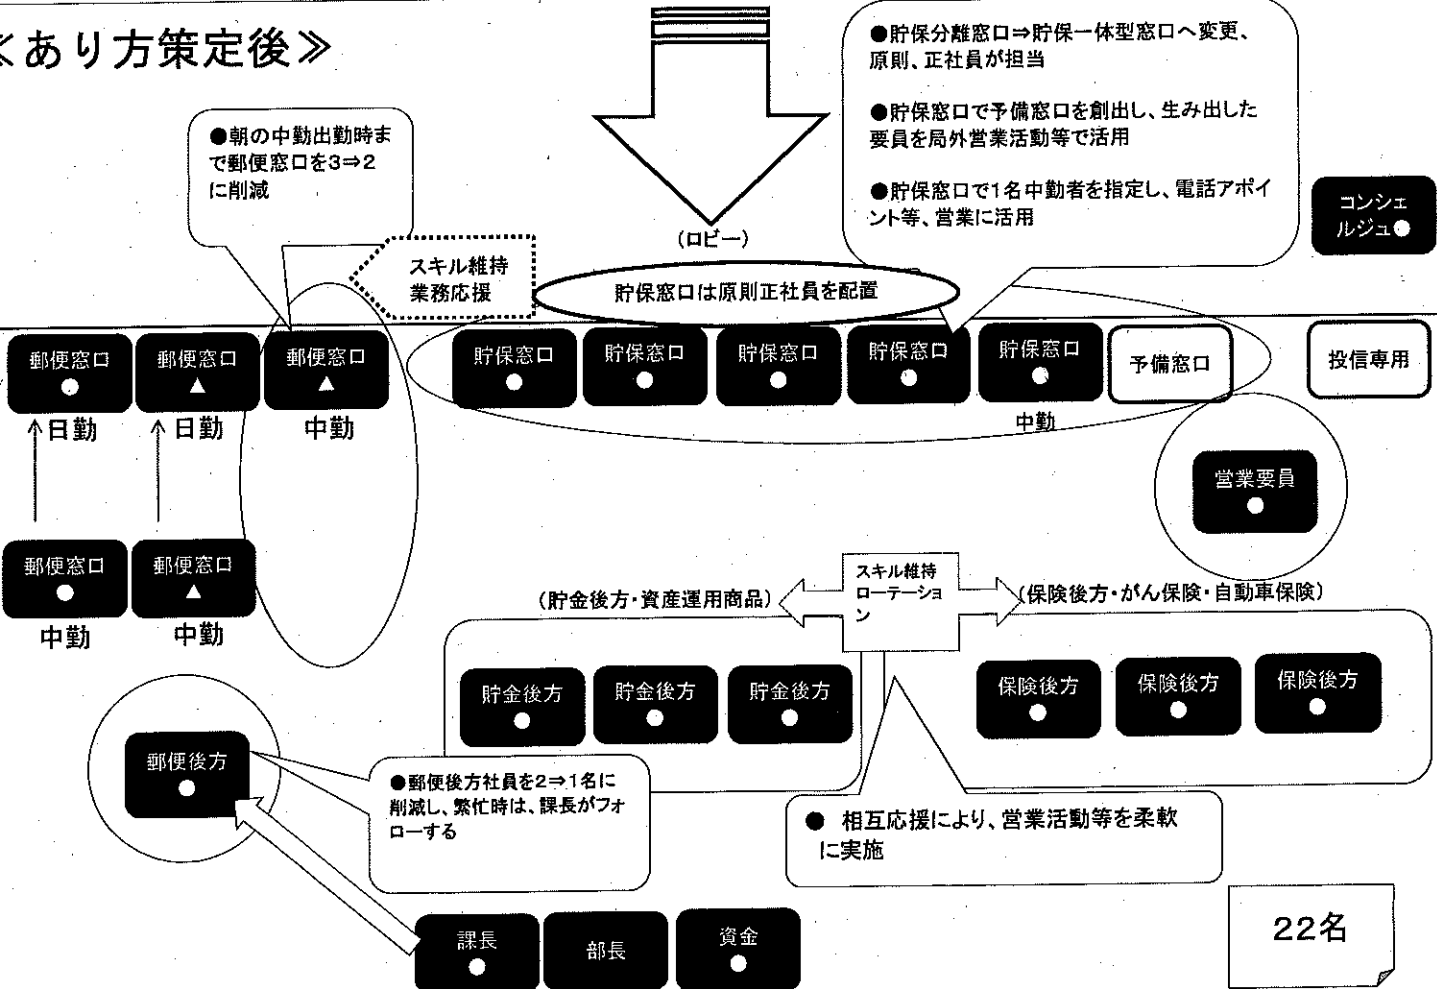 ≪あり方策定後≫
●貯保分離窓口⇒貯保一体型窓口へ変更、
原則、正社員が担当
●貯保窓口で予備窓口を創出し、生み出した
要員を局外営業活動等で活用
●貯保窓口で1名中勤者を指定し、電話アポイ
ント等、営業に活用
●朝の中勤出勤時ま
で郵便窓口を3⇒2
に削減
コンシェ
ルジュ●
(ロビー)
スキル維持
業務応援
貯保窓口は原則正社員を配置
郵便窓口
●
日勤
郵便窓口
▲
日勤
郵便窓口
▲
中勤
貯保窓口
●
貯保窓口
●
貯保窓口
●
貯保窓口
●
貯保窓口
●
中勤
予備窓口
投信専用
営業要員
●
郵便窓口
●
中勤
郵便窓口
▲
中勤
スキル維持
ローテーショ
ン
(貯金後方・資産運用商品)
(保険後方・がん保険・自動車保険)
貯金後方
●
貯金後方
●
貯金後方
●
保険後方
●
保険後方
●
保険後方
●
郵便後方
●
●郵便後方社員を2⇒1名に
削減し、繁忙時は、課長がフォ
ローする
● 相互応援により、営業活動等を柔軟
に実施
課長
●
部長
資金
●
22名